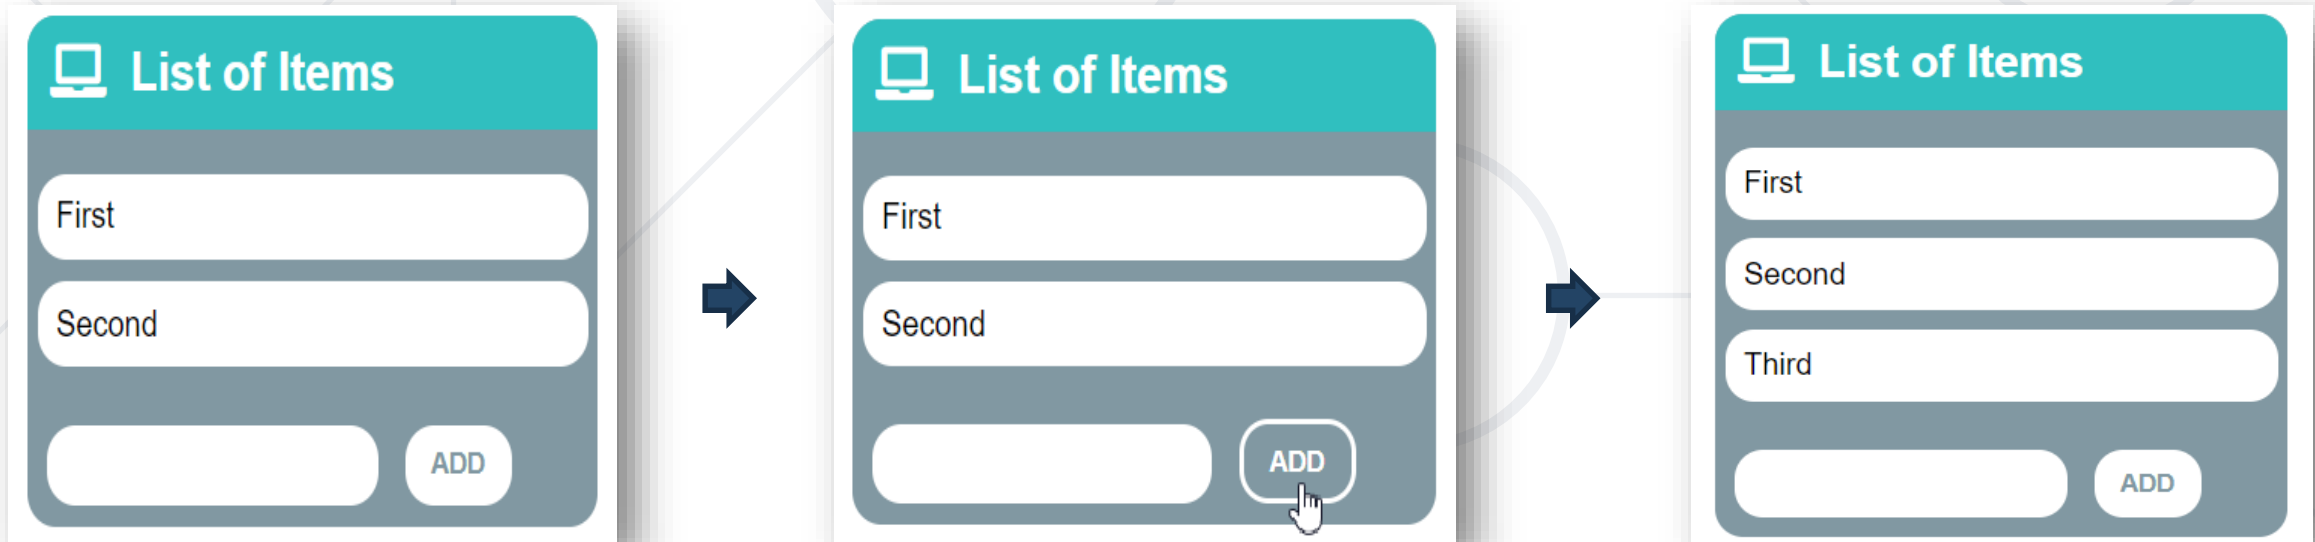 List of Items
First
Second
ADD
List of Items
First
Second
ADD
List of Items
First
Second
Third
ADD